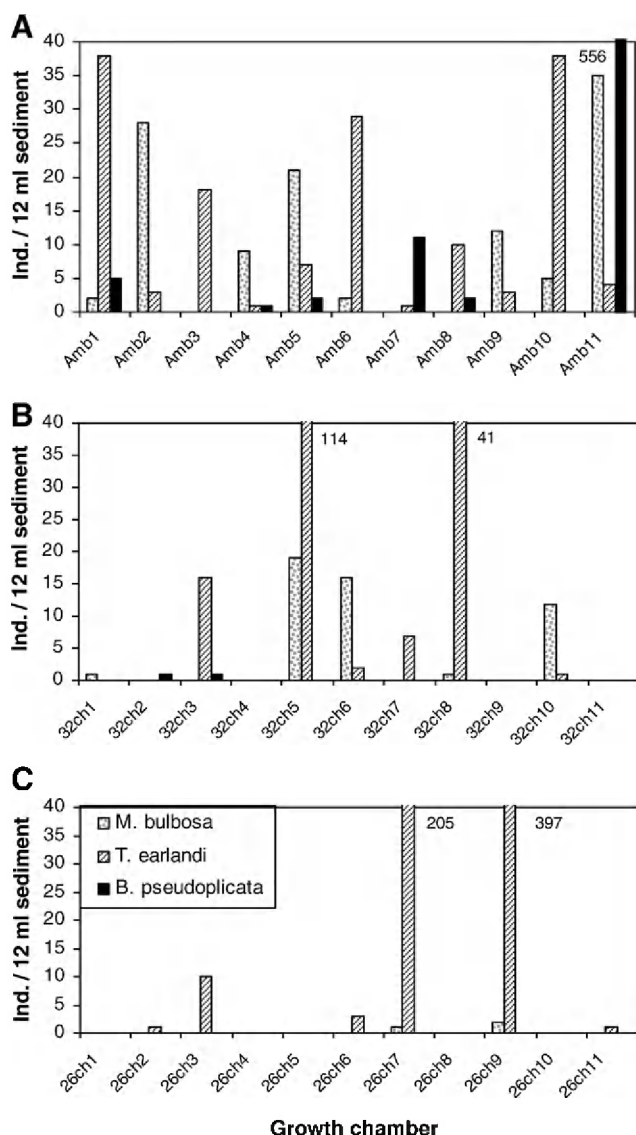 A
Ind. / 12 ml sediment
40
35
30
25
20
15
10
5
0
556
Amb1 Amb2 Amb3 Amb4 Amb5 Amb6 Amb7 Amb8 Amb9 Amb10 Amb11
B
Ind. / 12 ml sediment
40
35
30
25
20
15
10
5
0
114 41
32ch1 32ch2 32ch3 32ch4 32ch5 32ch6 32ch7 32ch8 32ch9 32ch10 32ch11
C
Ind. / 12 ml sediment
40
35
30
25
20
15
10
5
0
M. bulbosa
T. earlandi
B. pseudoplicata
205 397
26ch1 26ch2 26ch3 26ch4 26ch5 26ch6 26ch7 26ch8 26ch9 26ch10 26ch11
Growth chamber